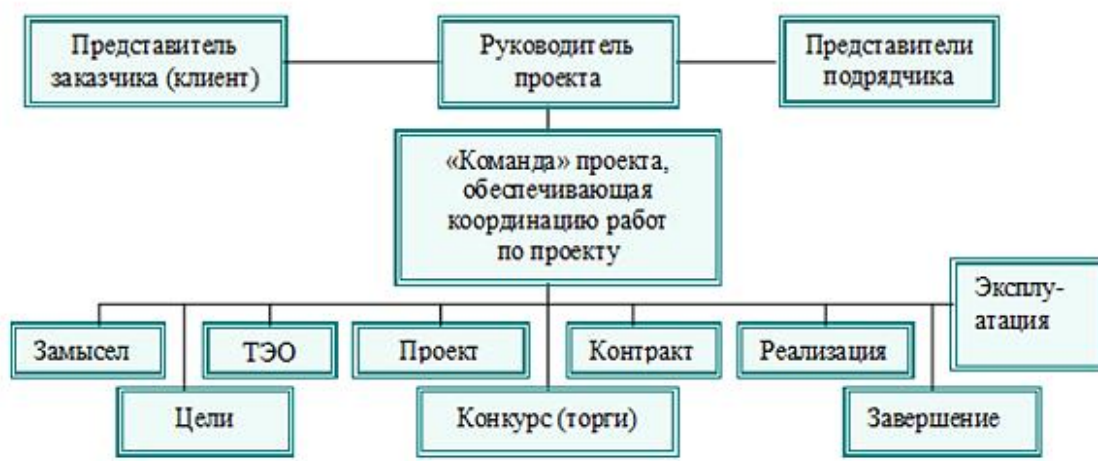 Представитель
заказчика (клиент)
Руководитель
проекта
Представители
подрядчика
«Команда» проекта,
обеспечивающая
координацию работ
по проекту
Эксплу-
атация
Замысел
ТЭО
Проект
Контракт
Реализация
Цели
Конкурс (торги)
Завершение